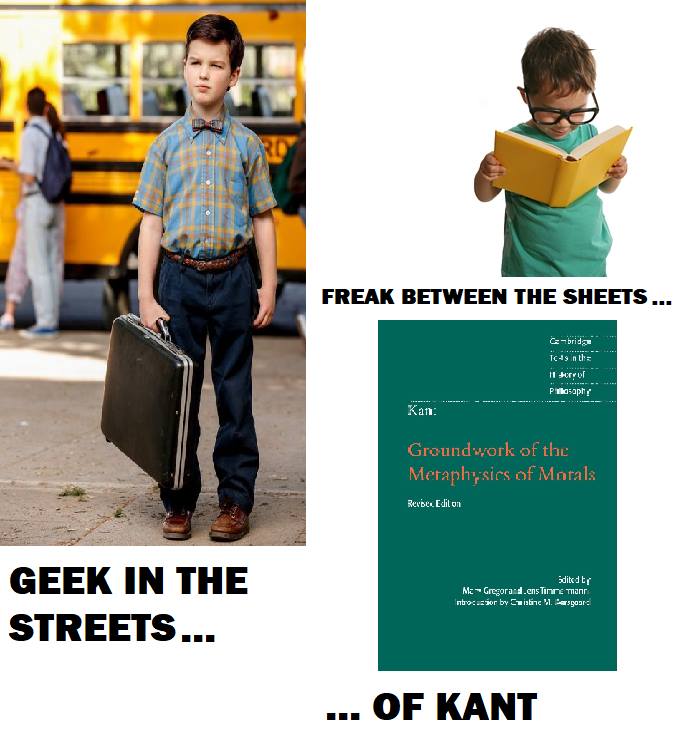 GEEK IN THE
STREETS...
FREAK BETWEEN THE SHEETS...
Cambridge
Texts in the
History of
Philosophy
Kant
Groundwork of the
Metaphysics of Morals
Revised Edition
Edited by
Mary Gregor and Jens Timmermann
Introduction by Christine M. Korsgaard
... OF KANT